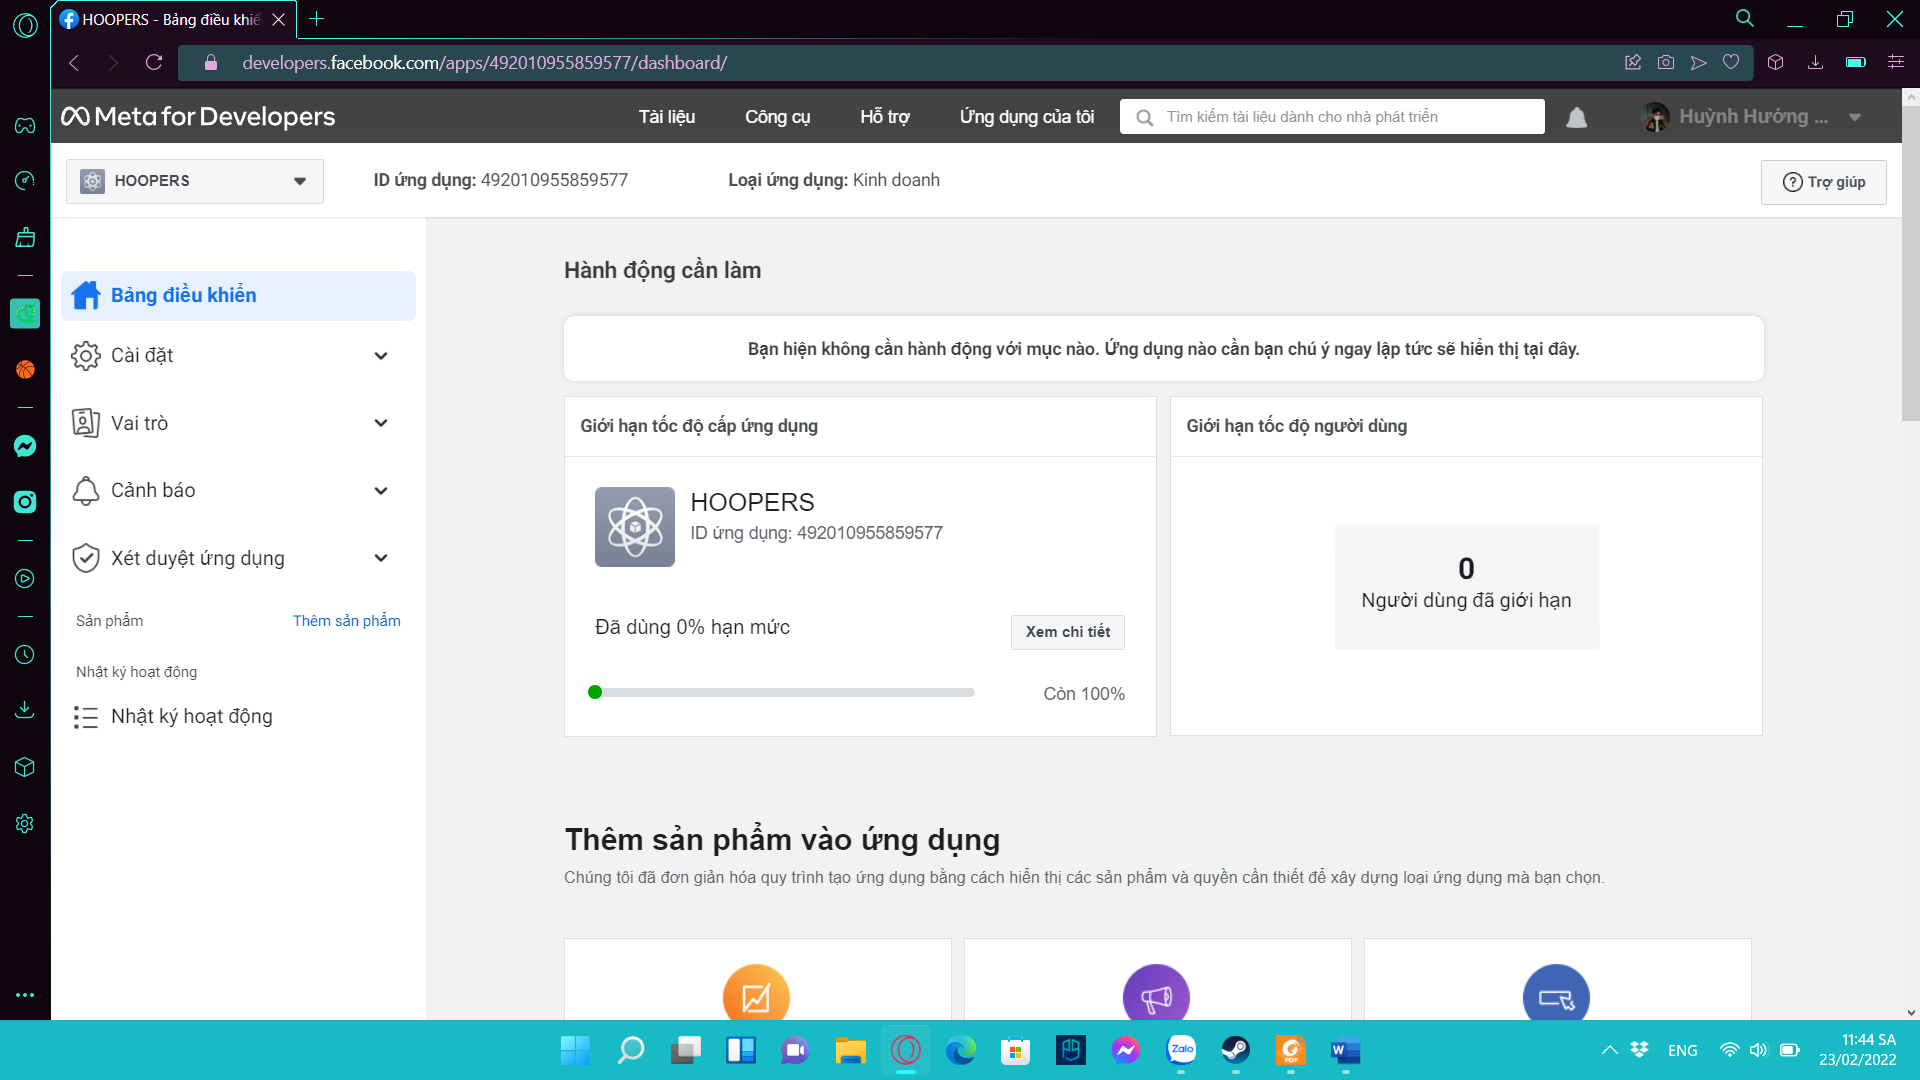 HOOPERS - Bảng điều khiể
developers.facebook.com/apps/492010955859577/dashboard/
Meta for Developers
Tài liệu
Công cụ
Hỗ trợ
Ứng dụng của tôi
Tìm kiếm tài liệu dành cho nhà phát triển
Huỳnh Hướng ...
HOOPERS
ID ứng dụng: 492010955859577
Loại ứng dụng: Kinh doanh
Trợ giúp
Bảng điều khiển
Cài đặt
Vai trò
Cảnh báo
Xét duyệt ứng dụng
Sản phẩm
Thêm sản phẩm
Nhật ký hoạt động
Nhật ký hoạt động
Hành động cần làm
Bạn hiện không cần hành động với mục nào. Ứng dụng nào cần bạn chú ý ngay lập tức sẽ hiển thị tại đây.
Giới hạn tốc độ cấp ứng dụng
HOOPERS
ID ứng dụng: 492010955859577
Đã dùng 0% hạn mức
Xem chi tiết
Còn 100%
Giới hạn tốc độ người dùng
0
Người dùng đã giới hạn
Thêm sản phẩm vào ứng dụng
Chúng tôi đã đơn giản hóa quy trình tạo ứng dụng bằng cách hiển thị các sản phẩm và quyền cần thiết để xây dựng loại ứng dụng mà bạn chọn.
Zalo
PDF
W
ENG
11:44 SA
23/02/2022